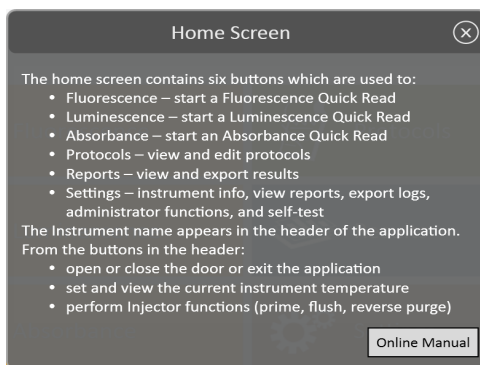 Home Screen
The home screen contains six buttons which are used to:
• Fluorescence – start a Fluorescence Quick Read
• Luminescence – start a Luminescence Quick Read
• Absorbance – start an Absorbance Quick Read
• Protocols – view and edit protocols
• Reports – view and export results
• Settings – instrument info, view reports, export logs,
administrator functions, and self-test
The Instrument name appears in the header of the application.
From the buttons in the header:
• open or close the door or exit the application
• set and view the current instrument temperature
• perform Injector functions (prime, flush, reverse purge)
Online Manual